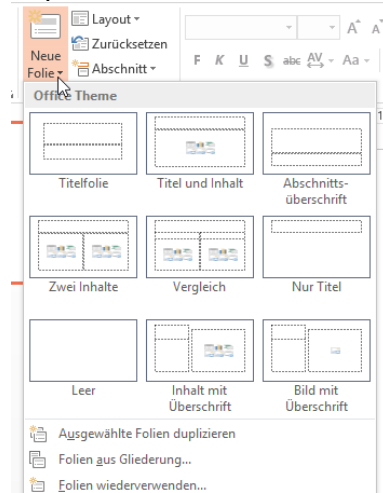 Layout
Zurücksetzen
Neue
Folie
Abschnitt
F K U S abc AV Aa
Office Theme
Titelfolie
Titel und Inhalt
Abschnitts-
überschrift
Zwei Inhalte
Vergleich
Nur Titel
Leer
Inhalt mit
Überschrift
Bild mit
Überschrift
Ausgewählte Folien duplizieren
Folien aus Gliederung...
Folien wiederverwenden...